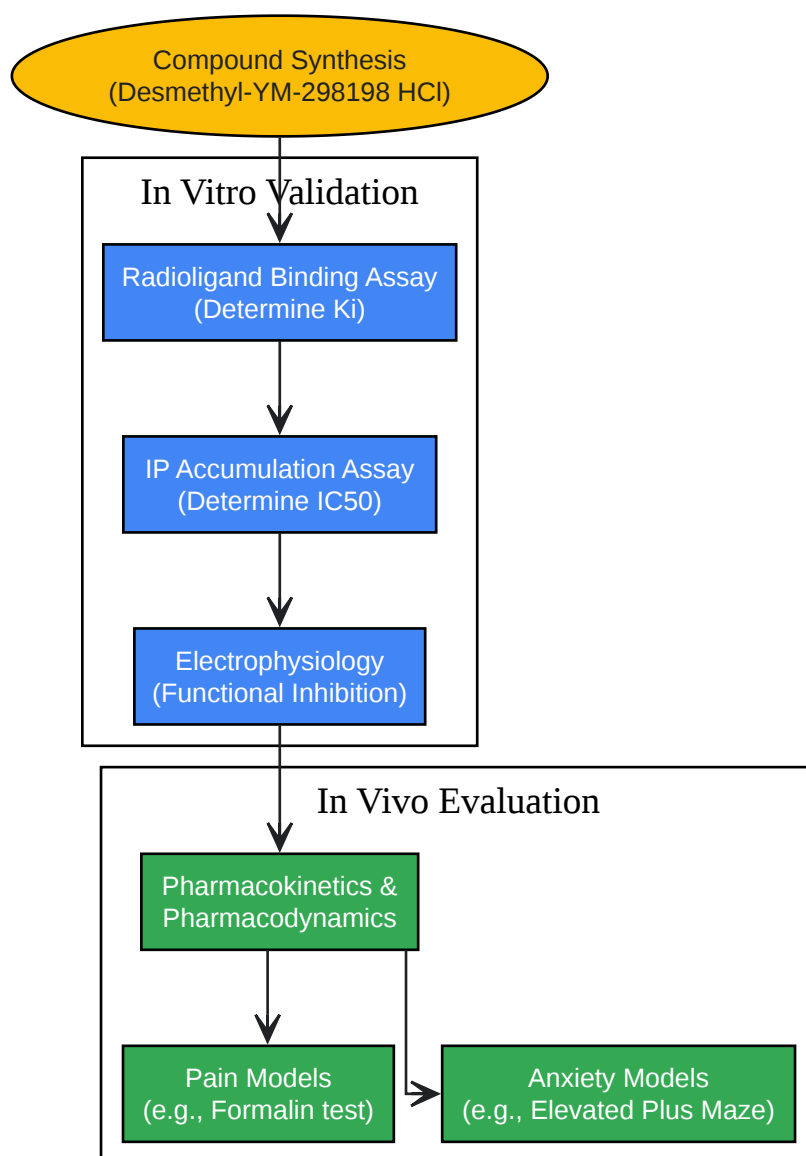 Compound Synthesis
(Desmethyl-YM-298198 HCl)
In Vitro Validation
Radioligand Binding Assay
(Determine Ki)
IP Accumulation Assay
(Determine IC50)
Electrophysiology
(Functional Inhibition)
In Vivo Evaluation
Pharmacokinetics &
Pharmacodynamics
Pain Models
(e.g., Formalin test)
Anxiety Models
(e.g., Elevated Plus Maze)